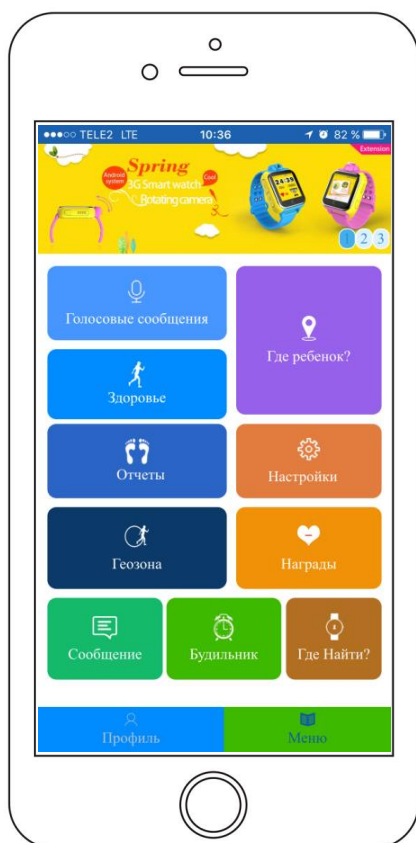 TELE2 LTE 10:36 82 %
Extension
Spring
Android system
3G Smart watch
Cool
Rotating camera
1 2 3
Голосовые сообщения
Где ребенок?
Здоровье
Отчеты
Настройки
Геозона
Награды
Сообщение
Будильник
Где Найти?
Профиль
Меню